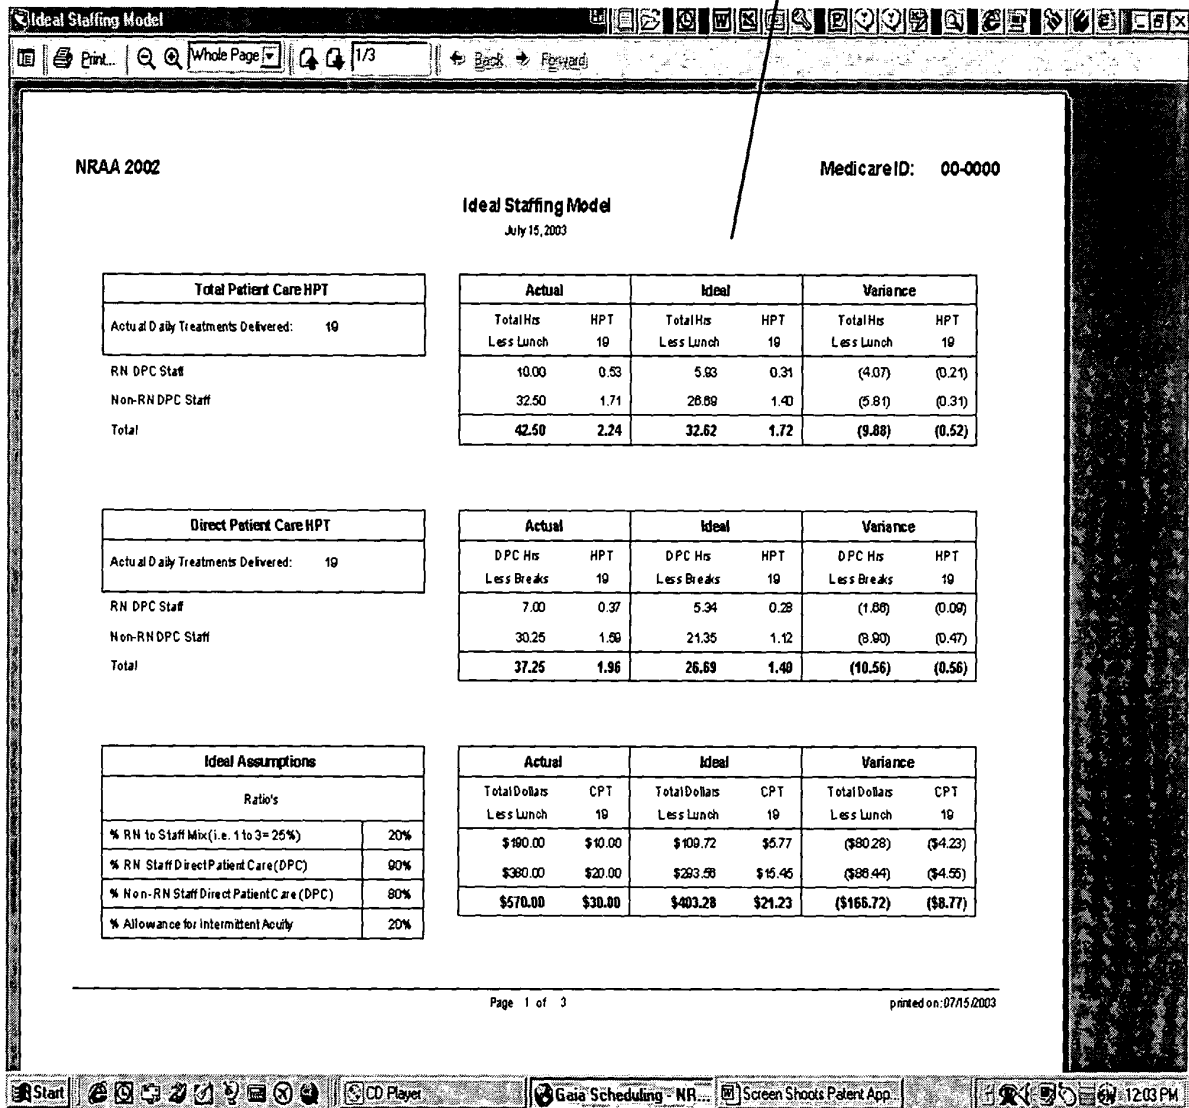 Ideal Staffing Model
Print... Whole Page 1/3 Back Forward
NRAA 2002 Medicare ID: 00-0000
Ideal Staffing Model
July 15, 2003
Total Patient Care HPT Actual Ideal Variance
Actual Daily Treatments Delivered: 19 Total Hrs HPT Total Hrs HPT Total Hrs HPT
Less Lunch 19 Less Lunch 19 Less Lunch 19
RN DPC Staff 10.00 0.53 5.93 0.31 (4.07) (0.21)
Non-RN DPC Staff 32.50 1.71 26.69 1.40 (5.81) (0.31)
Total 42.50 2.24 32.62 1.72 (9.88) (0.52)
Direct Patient Care HPT Actual Ideal Variance
Actual Daily Treatments Delivered: 19 DPC Hrs HPT DPC Hrs HPT DPC Hrs HPT
Less Breaks 19 Less Breaks 19 Less Breaks 19
RN DPC Staff 7.00 0.37 5.34 0.28 (1.66) (0.09)
Non-RN DPC Staff 30.25 1.59 21.35 1.12 (8.90) (0.47)
Total 37.25 1.96 26.69 1.40 (10.56) (0.56)
Ideal Assumptions Actual Ideal Variance
Ratio's Total Dollars CPT Total Dollars CPT Total Dollars CPT
Less Lunch 19 Less Lunch 19 Less Lunch 19
% RN to Staff Mix (i.e. 1 to 3 = 25%) 20% $190.00 $10.00 $109.72 $5.77 ($80.28) ($4.23)
% RN Staff Direct Patient Care (DPC) 90% $380.00 $20.00 $293.56 $15.45 ($86.44) ($4.55)
% Non-RN Staff Direct Patient Care (DPC) 80% $570.00 $30.00 $403.28 $21.23 ($166.72) ($8.77)
% Allowance for Intermittent Acuity 20%
Page 1 of 3 printed on: 07/15/2003
Start CD Player Gaia Scheduling - NR... Screen Shoots Patent App... 12:03 PM